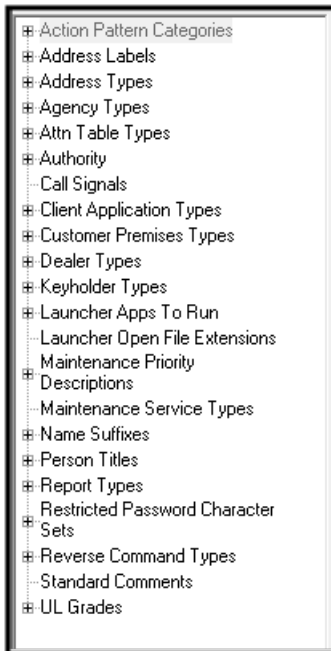 Action Pattern Categories
Address Labels
Address Types
Agency Types
Attn Table Types
Authority
Call Signals
Client Application Types
Customer Premises Types
Dealer Types
Keyholder Types
Launcher Apps To Run
Launcher Open File Extensions
Maintenance Priority
Descriptions
Maintenance Service Types
Name Suffixes
Person Titles
Report Types
Restricted Password Character
Sets
Reverse Command Types
Standard Comments
UL Grades